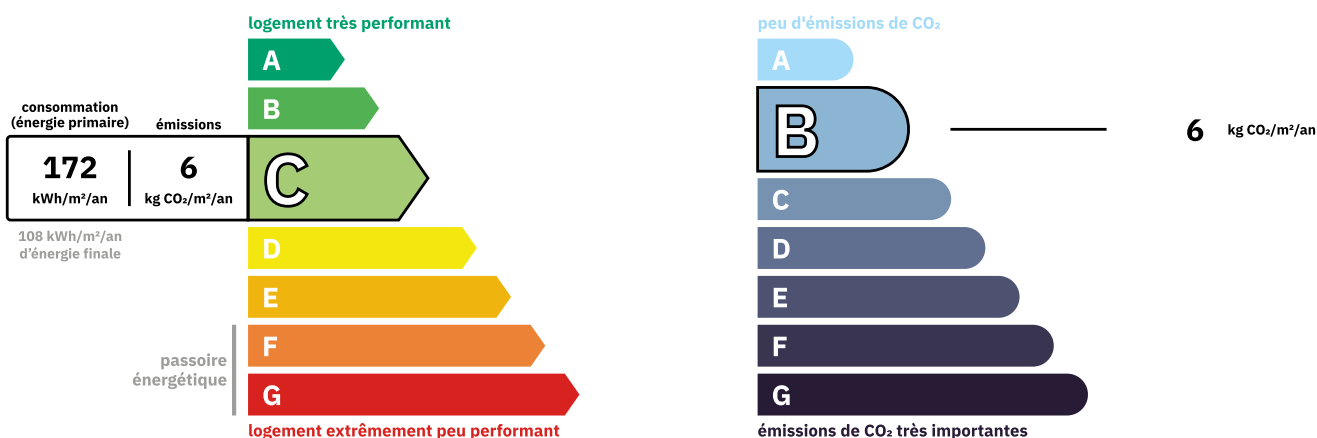 logement très performant
A
B
consommation
(énergie primaire)
émissions
172
kWh/m²/an
6
kg CO₂/m²/an
C
108 kWh/m²/an
d'énergie finale
D
E
passoire
énergétique
F
G
logement extrêmement peu performant
peu d'émissions de CO₂
A
B
6 kg CO₂/m²/an
C
D
E
F
G
émissions de CO₂ très importantes